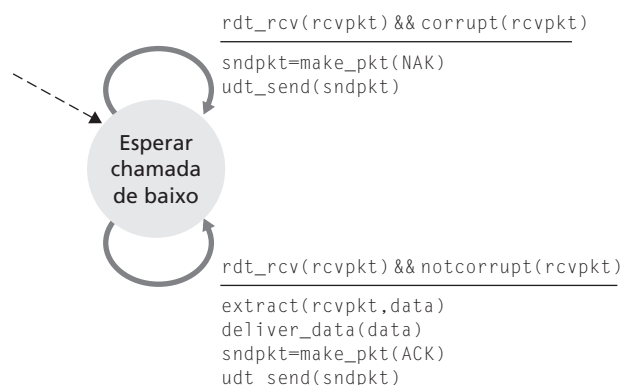 rdt_rcv(rcvpkt) && corrupt(rcvpkt)
sndpkt=make_pkt(NAK)
udt_send(sndpkt)
Esperar
chamada
de baixo
rdt_rcv(rcvpkt) && notcorrupt(rcvpkt)
extract(rcvpkt,data)
deliver_data(data)
sndpkt=make_pkt(ACK)
udt_send(sndpkt)